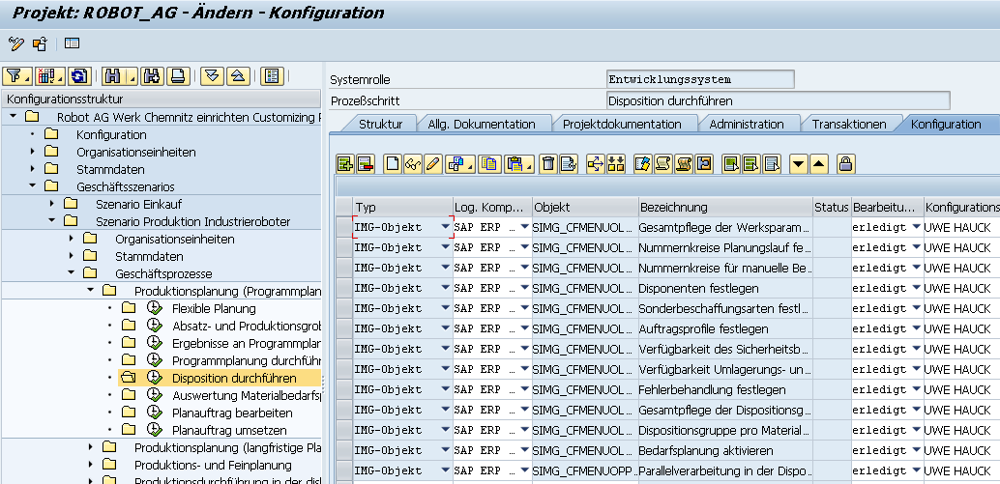 Projekt: ROBOT_AG - Ändern - Konfiguration
Systemrolle Entwicklungssystem
Prozeßschritt Disposition durchführen
Struktur Allg. Dokumentation Projektdokumentation Administration Transaktionen Konfiguration
Konfigurationsstruktur
Robot AG Werk Chemnitz einrichten Customizing
Konfiguration
Organisationseinheiten
Stammdaten
Geschäftsszenarios
Szenario Einkauf
Szenario Produktion Industrieroboter
Organisationseinheiten
Stammdaten
Geschäftsprozesse
Produktionsplanung (Programmplan
Flexible Planung
Absatz- und Produktionsgrob
Ergebnisse an Programmplan
Programmplanung durchführ
Disposition durchführen
Auswertung Materialbedarfsp
Planauftrag bearbeiten
Planauftrag umsetzen
Produktionsplanung (langfristige Pla
Produktions- und Feinplanung
Produktionsdurchführung in der dis
Typ Log. Komp... Objekt Bezeichnung Status Bearbeitu... Konfigurations
IMG-Objekt SAP ERP ... SIMG_CFMENUOL... Gesamtpflege der Werksparam... erledigt UWE HAUCK
IMG-Objekt SAP ERP ... SIMG_CFMENUOL... Nummernkreise Planungslauf fe... erledigt UWE HAUCK
IMG-Objekt SAP ERP ... SIMG_CFMENUOL... Nummernkreise für manuelle Be... erledigt UWE HAUCK
IMG-Objekt SAP ERP ... SIMG_CFMENUOL... Disponenten festlegen erledigt UWE HAUCK
IMG-Objekt SAP ERP ... SIMG_CFMENUOL... Sonderbeschaffungsarten festl... erledigt UWE HAUCK
IMG-Objekt SAP ERP ... SIMG_CFMENUOL... Auftragsprofile festlegen erledigt UWE HAUCK
IMG-Objekt SAP ERP ... SIMG_CFMENUOL... Verfügbarkeit des Sicherheitsb... erledigt UWE HAUCK
IMG-Objekt SAP ERP ... SIMG_CFMENUOL... Verfügbarkeit Umlagerungs- un... erledigt UWE HAUCK
IMG-Objekt SAP ERP ... SIMG_CFMENUOL... Fehlerbehandlung festlegen erledigt UWE HAUCK
IMG-Objekt SAP ERP ... SIMG_CFMENUOL... Gesamtpflege der Dispositionsg... erledigt UWE HAUCK
IMG-Objekt SAP ERP ... SIMG_CFMENUOL... Dispositionsgruppe pro Material... erledigt UWE HAUCK
IMG-Objekt SAP ERP ... SIMG_CFMENUOL... Bedarfsplanung aktivieren erledigt UWE HAUCK
IMG-Objekt SAP ERP ... SIMG_CFMENUOPP... Parallelverarbeitung in der Dispo... erledigt UWE HAUCK